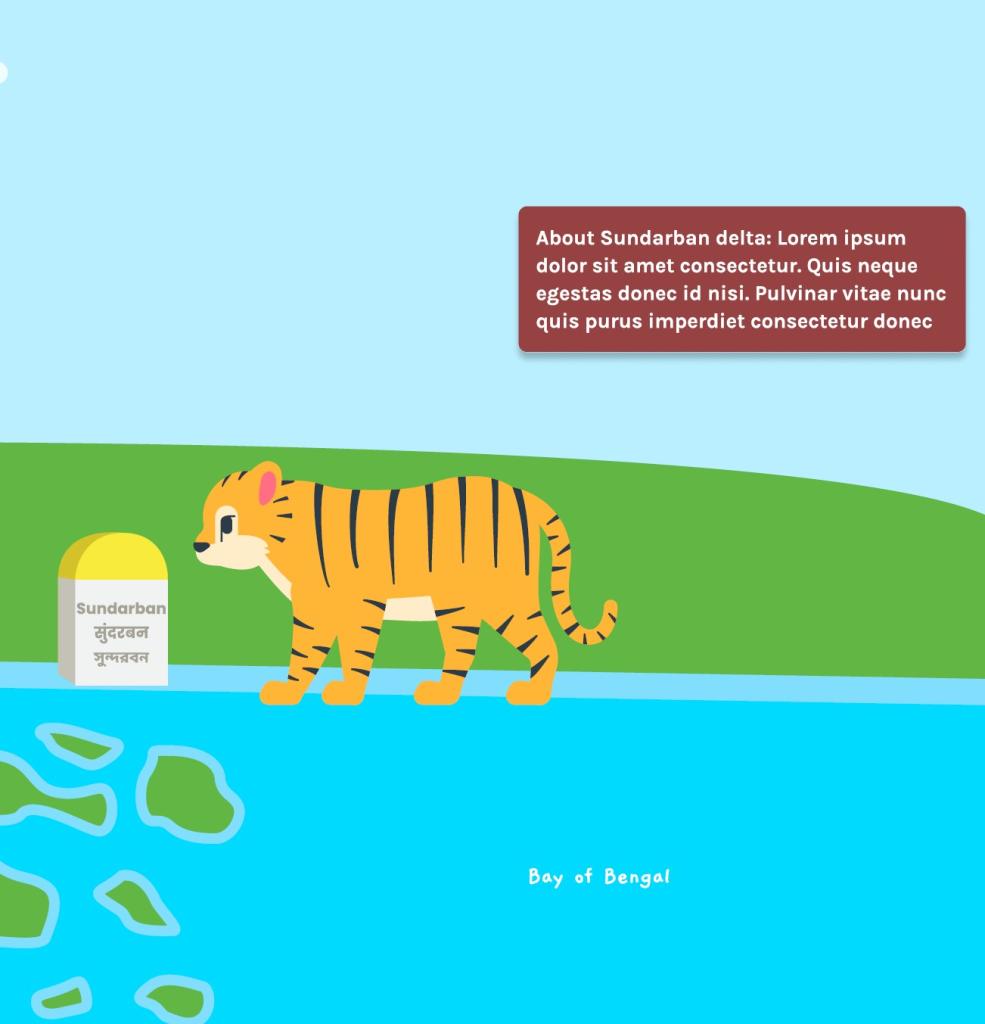 About Sundarban delta: Lorem ipsum
dolor sit amet consectetur. Quis neque
egestas donec id nisi. Pulvinar vitae nunc
quis purus imperdiet consectetur donec
Sundarban
सुंदरबन
সুন্দরবন
Bay of Bengal